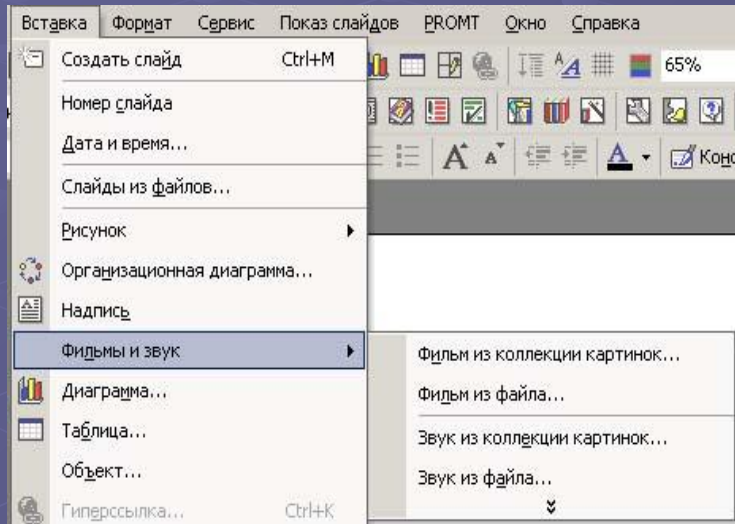 Вставка Формат Сервис Показ слайдов PROMT Окно Справка
Создать слайд Ctrl+M
65%
Номер слайда
Дата и время...
Слайды из файлов...
Рисунок
Организационная диаграмма...
Надпись
Фильмы и звук
Диаграмма...
Таблица...
Объект...
Гиперссылка... Ctrl+K
Фильм из коллекции картинок...
Фильм из файла...
Звук из коллекции картинок...
Звук из файла...